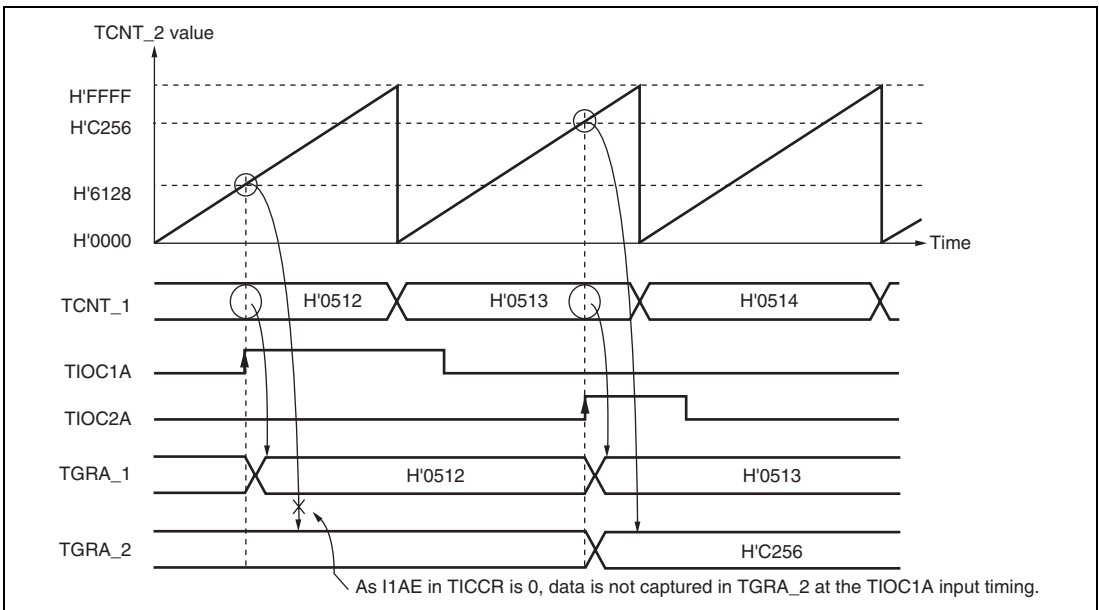 TCNT_2 value
H'FFFF
H'C256
H'6128
H'0000
Time
TCNT_1
H'0512
H'0513
H'0514
TIOC1A
TIOC2A
TGRA_1
H'0512
H'0513
TGRA_2
H'C256
As I1AE in TICCR is 0, data is not captured in TGRA_2 at the TIOC1A input timing.